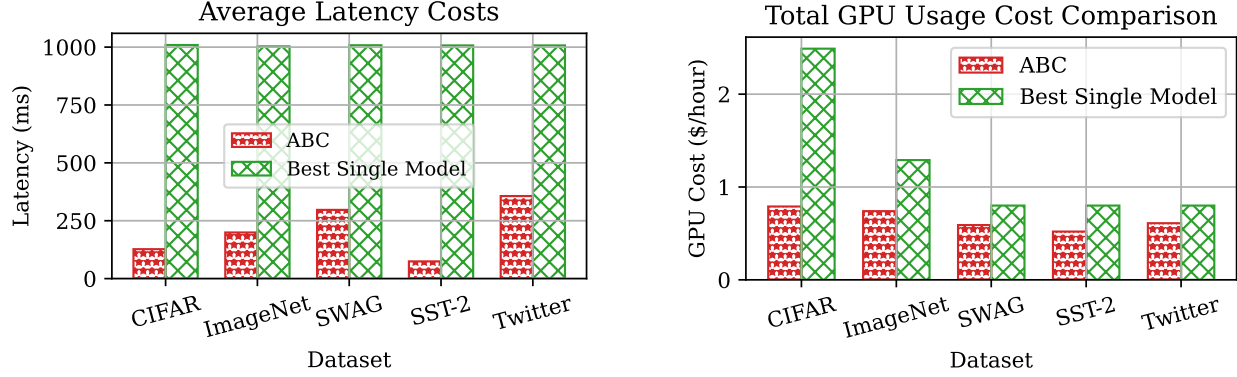 Average Latency Costs
Latency (ms)
1000
750
500
250
0
ABC
Best Single Model
CIFAR
ImageNet
SWAG
SST-2
Twitter
Dataset
Total GPU Usage Cost Comparison
GPU Cost ($/hour)
2
1
0
ABC
Best Single Model
CIFAR
ImageNet
SWAG
SST-2
Twitter
Dataset